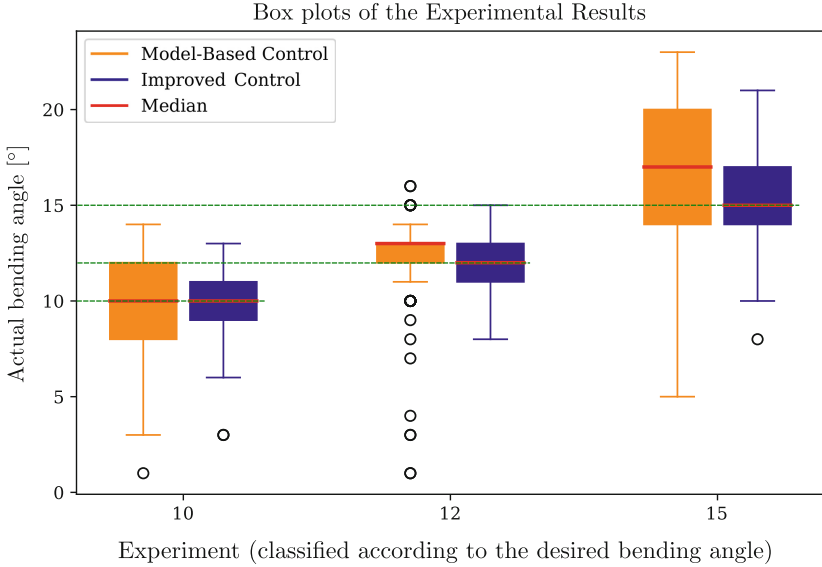 Box plots of the Experimental Results
Model-Based Control
Improved Control
Median
Actual bending angle [°]
20
15
10
5
0
10
12
15
Experiment (classified according to the desired bending angle)